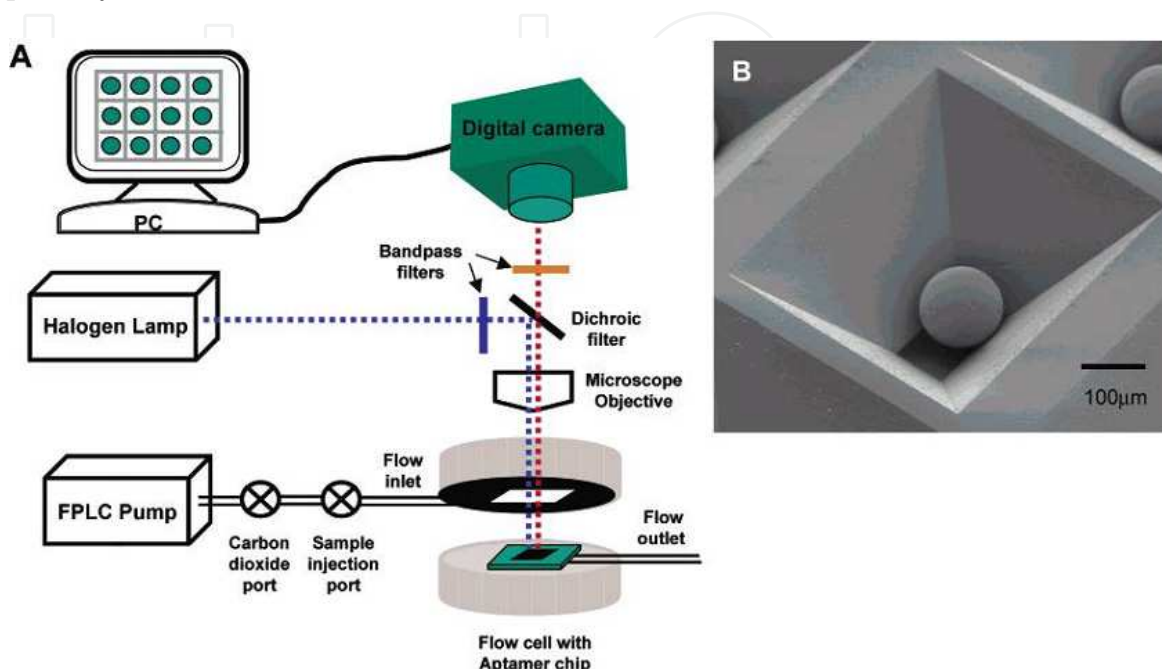 A
B
Digital camera
PC
Bandpass
filters
Halogen Lamp
Dichroic
filter
Microscope
Objective
100μm
Flow
inlet
FPLC Pump
Flow
outlet
Carbon
dioxide
port
Sample
injection
port
Flow cell with
Aptamer chip